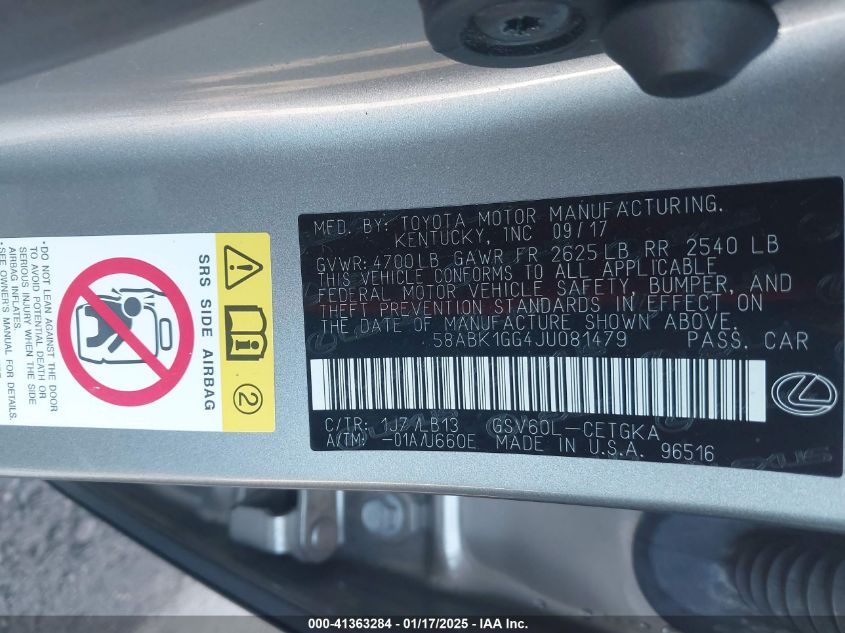 MFD. BY: TOYOTA MOTOR MANUFACTURING,
KENTUCKY, INC 09/17
GVWR: 4700LB GAWR FR 2625LB RR 2540 LB
THIS VEHICLE CONFORMS TO ALL APPLICABLE
FEDERAL MOTOR VEHICLE SAFETY, BUMPER, AND
THEFT PREVENTION STANDARDS IN EFFECT ON
THE DATE OF MANUFACTURE SHOWN ABOVE.
58ABK1GG4JU081479 PASS. CAR
C/TR: 1J7/LB13 GSV60L-CETGKA
A(TM) -01A/U660E MADE IN U.S.A. 96516
SRS SIDE AIRBAG
•DO NOT LEAN AGAINST THE DOOR
TO AVOID POTENTIAL DEATH OR
SERIOUS INJURY WHEN THE SIDE
AIRBAG INFLATES.
•SEE OWNER'S MANUAL FOR DETAILS.
2
000-41363284 - 01/17/2025 - IAA Inc.